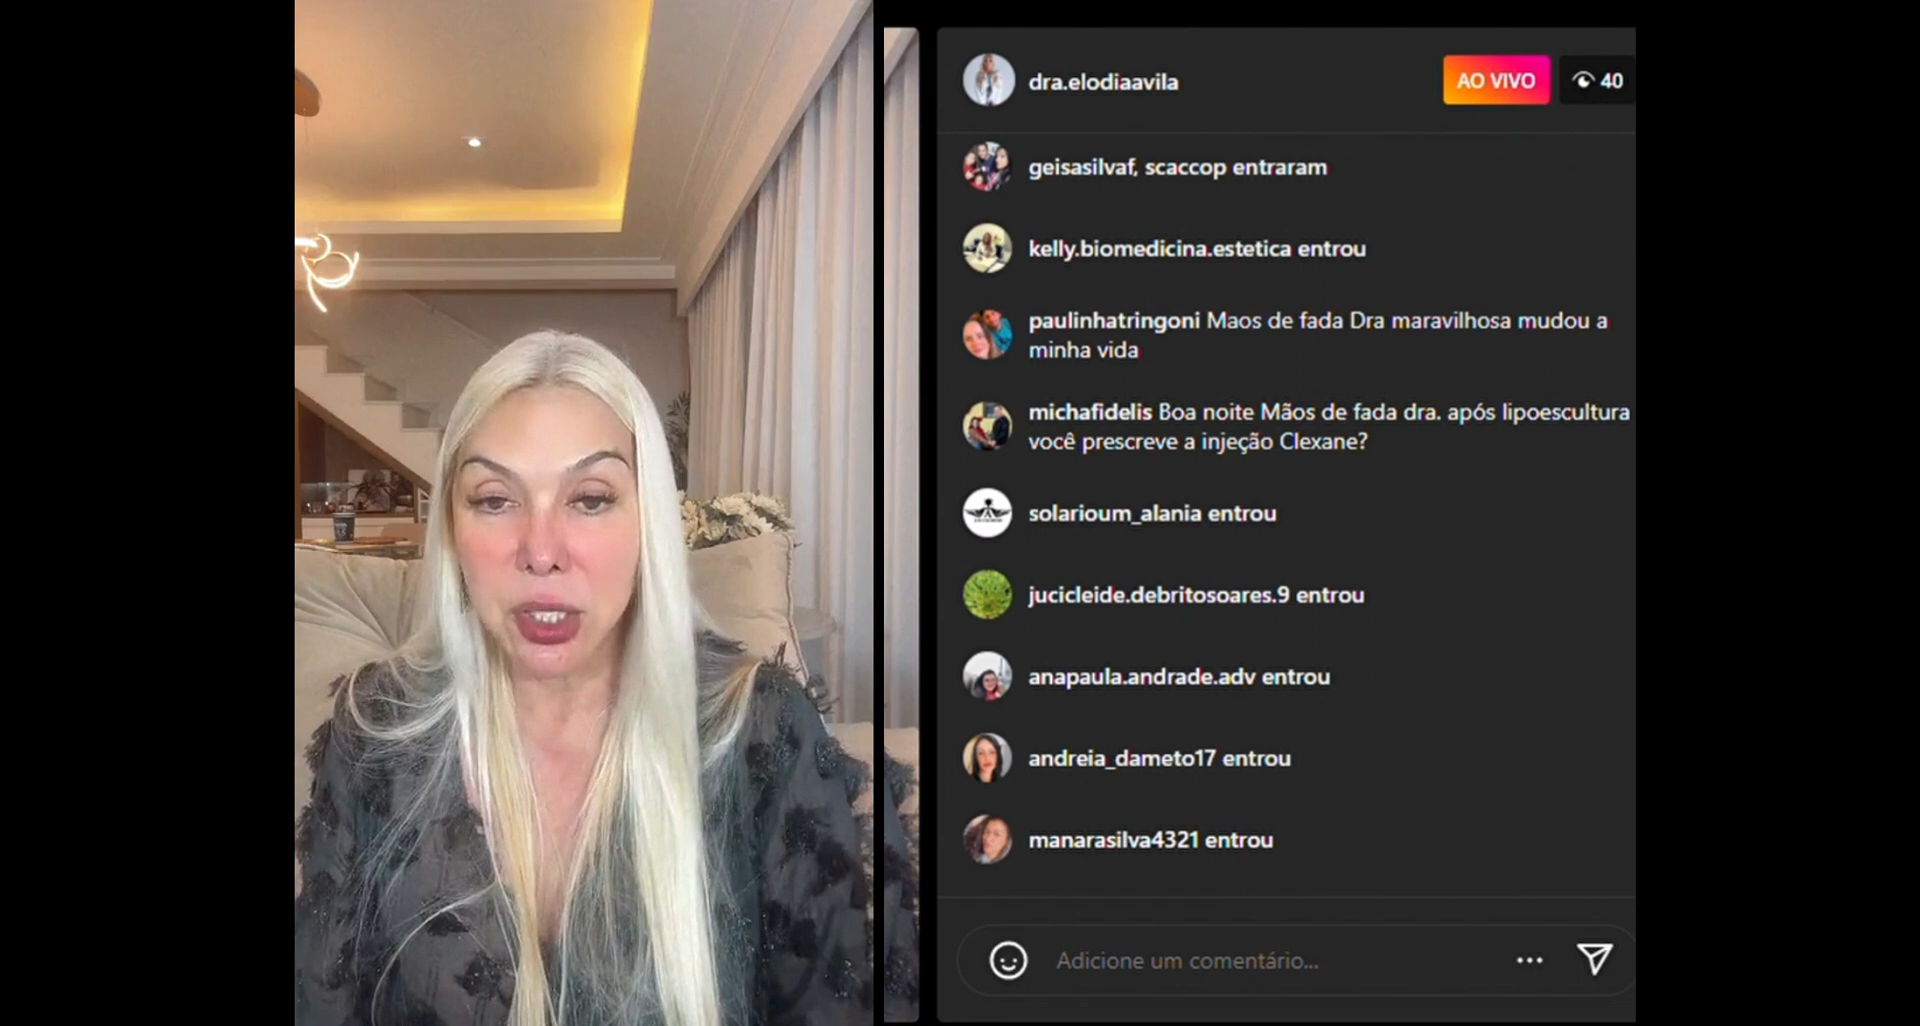 dra.elodiaavila
AO VIVO
40
geisasilvaf, scaccop entraram
kelly.biomedicina.estetica entrou
paulinhatringoni Maos de fada Dra maravilhosa mudou a
minha vida
michafidelis Boa noite Mãos de fada dra. após lipoescultura
você prescreve a injeção Clexane?
solarioum_alania entrou
jucicleide.debritosoares.9 entrou
anapaula.andrade.adv entrou
andreia_dameto17 entrou
manarasilva4321 entrou
Adicione um comentário...